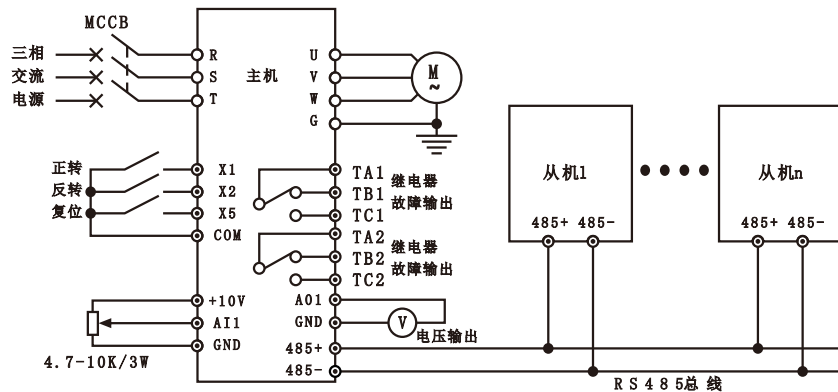 MCCB
三相
交流
电源
R
S
T
主机
U
V
W
G
M
~
正转
反转
复位
X1
X2
X5
COM
TA1
TB1
TC1
继电器
故障输出
TA2
TB2
TC2
继电器
故障输出
+10V
AI1
GND
4.7-10K/3W
AO1
GND
485+
485-
V
电压输出
从机1
485+ 485-
从机n
485+ 485-
RS485总线